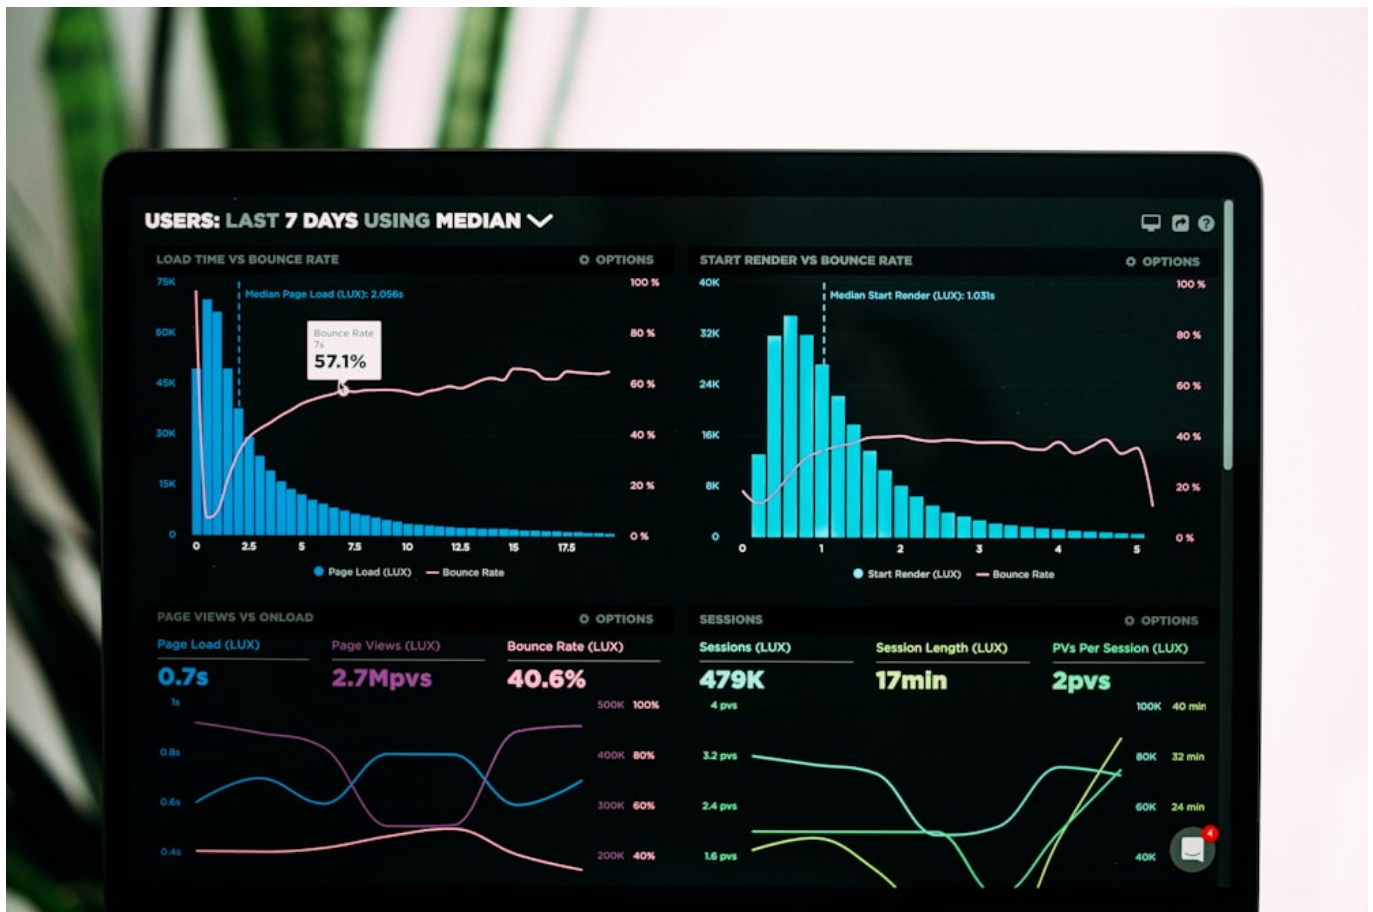 USERS: LAST 7 DAYS USING MEDIAN
LOAD TIME VS BOUNCE RATE
OPTIONS
75K
60K
45K
30K
15K
0
Median Page Load (LUX): 2.056s
Bounce Rate
7s
57.1%
100 %
80 %
60 %
40 %
20 %
0 %
0 2.5 5 7.5 10 12.5 15 17.5
Page Load (LUX) Bounce Rate
START RENDER VS BOUNCE RATE
OPTIONS
40K
32K
24K
16K
8K
0
Median Start Render (LUX): 1.031s
100 %
80 %
60 %
40 %
20 %
0 %
0 1 2 3 4 5
Start Render (LUX) Bounce Rate
PAGE VIEWS VS ONLOAD
OPTIONS
Page Load (LUX) Page Views (LUX) Bounce Rate (LUX)
0.7s 2.7Mpvs 40.6%
1s
0.8s
0.6s
0.4s
500K 100%
400K 80%
300K 60%
200K 40%
SESSIONS
OPTIONS
Sessions (LUX) Session Length (LUX) PVs Per Session (LUX)
479K 17min 2pvs
4 pvs
3.2 pvs
2.4 pvs
1.6 pvs
100K 40 min
80K 32 min
60K 24 min
40K
4